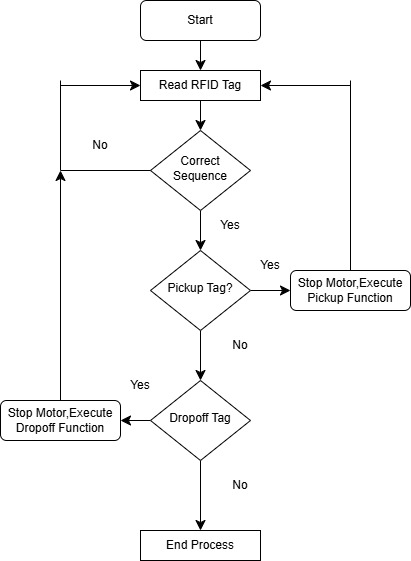 Start
Read RFID Tag
No
Correct
Sequence
Yes
Pickup Tag?
Yes
Stop Motor,Execute
Pickup Function
No
Yes
Stop Motor,Execute
Dropoff Function
Dropoff Tag
No
End Process